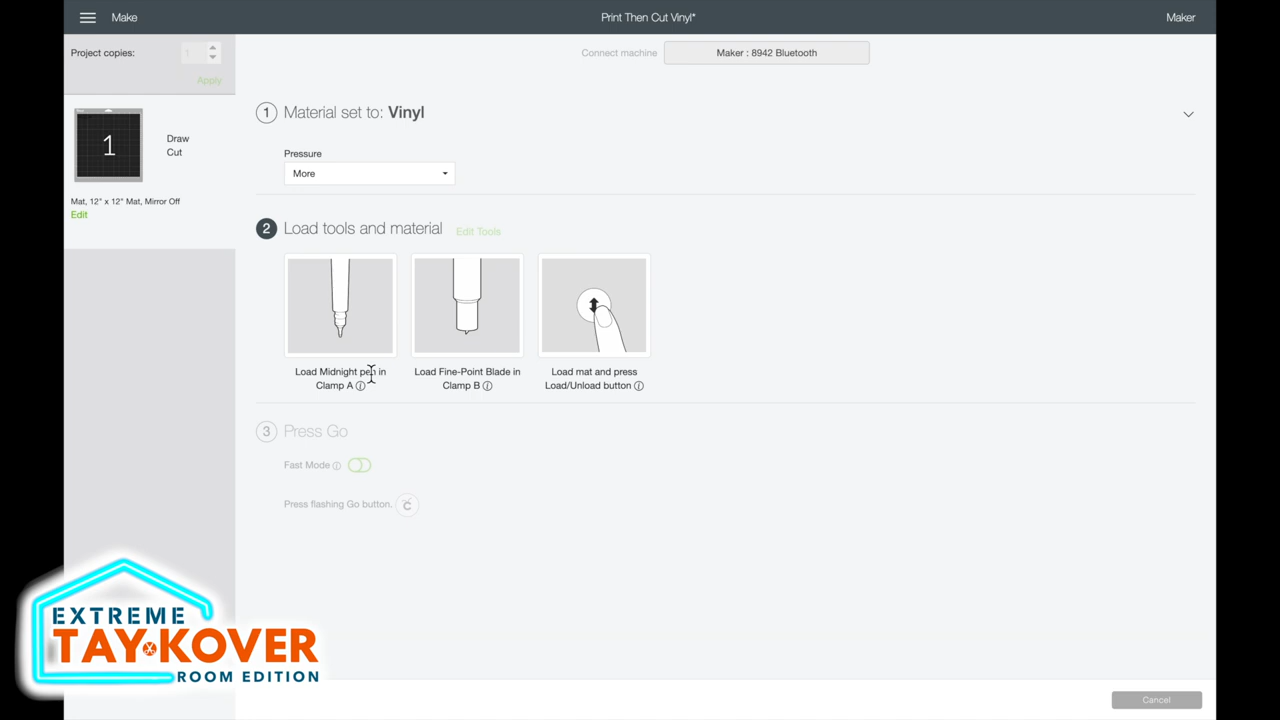 Make
Print Then Cut Vinyl*
Maker
Project copies:
1
Apply
Connect machine
Maker : 8942 Bluetooth
1
Draw
Cut
Mat, 12" x 12" Mat, Mirror Off
Edit
1 Material set to: Vinyl
Pressure
More
2 Load tools and material Edit Tools
Load Midnight pen in
Clamp A
Load Fine-Point Blade in
Clamp B
Load mat and press
Load/Unload button
3 Press Go
Fast Mode
Press flashing Go button.
EXTREME
TAY-KOVER
ROOM EDITION
Cancel